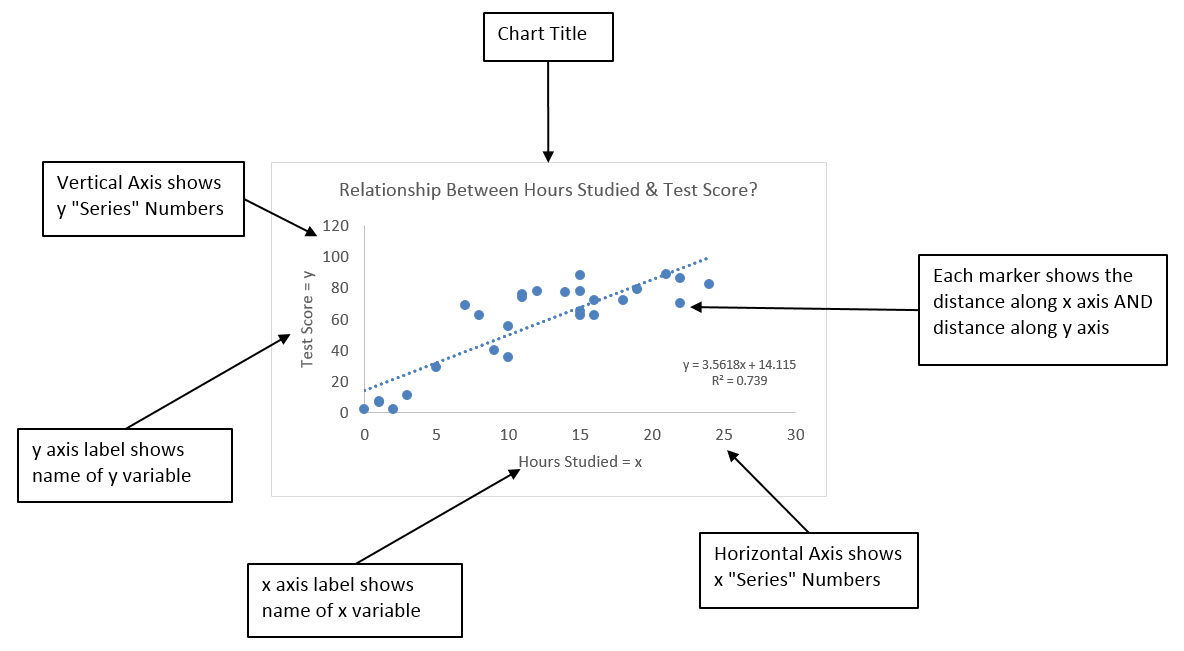 Chart Title
Vertical Axis shows
y "Series" Numbers
Relationship Between Hours Studied & Test Score?
120
100
80
60
40
20
0
Test Score = y
0 5 10 15 20 25 30
Hours Studied = x
y = 3.5618x + 14.115
R² = 0.739
Each marker shows the
distance along x axis AND
distance along y axis
y axis label shows
name of y variable
x axis label shows
name of x variable
Horizontal Axis shows
x "Series" Numbers